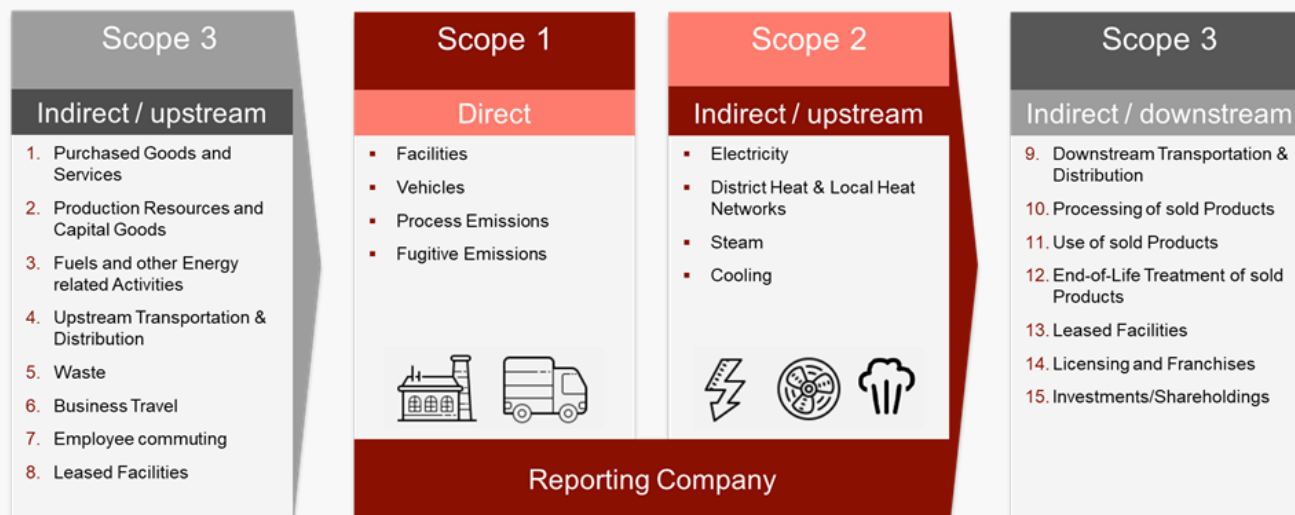 Scope 3
Indirect / upstream
1. Purchased Goods and
Services
2. Production Resources and
Capital Goods
3. Fuels and other Energy
related Activities
4. Upstream Transportation &
Distribution
5. Waste
6. Business Travel
7. Employee commuting
8. Leased Facilities
Scope 1
Direct
▪ Facilities
▪ Vehicles
▪ Process Emissions
▪ Fugitive Emissions
Scope 2
Indirect / upstream
▪ Electricity
▪ District Heat & Local Heat
Networks
▪ Steam
▪ Cooling
Reporting Company
Scope 3
Indirect / downstream
9. Downstream Transportation &
Distribution
10. Processing of sold Products
11. Use of sold Products
12. End-of-Life Treatment of sold
Products
13. Leased Facilities
14. Licensing and Franchises
15. Investments/Shareholdings